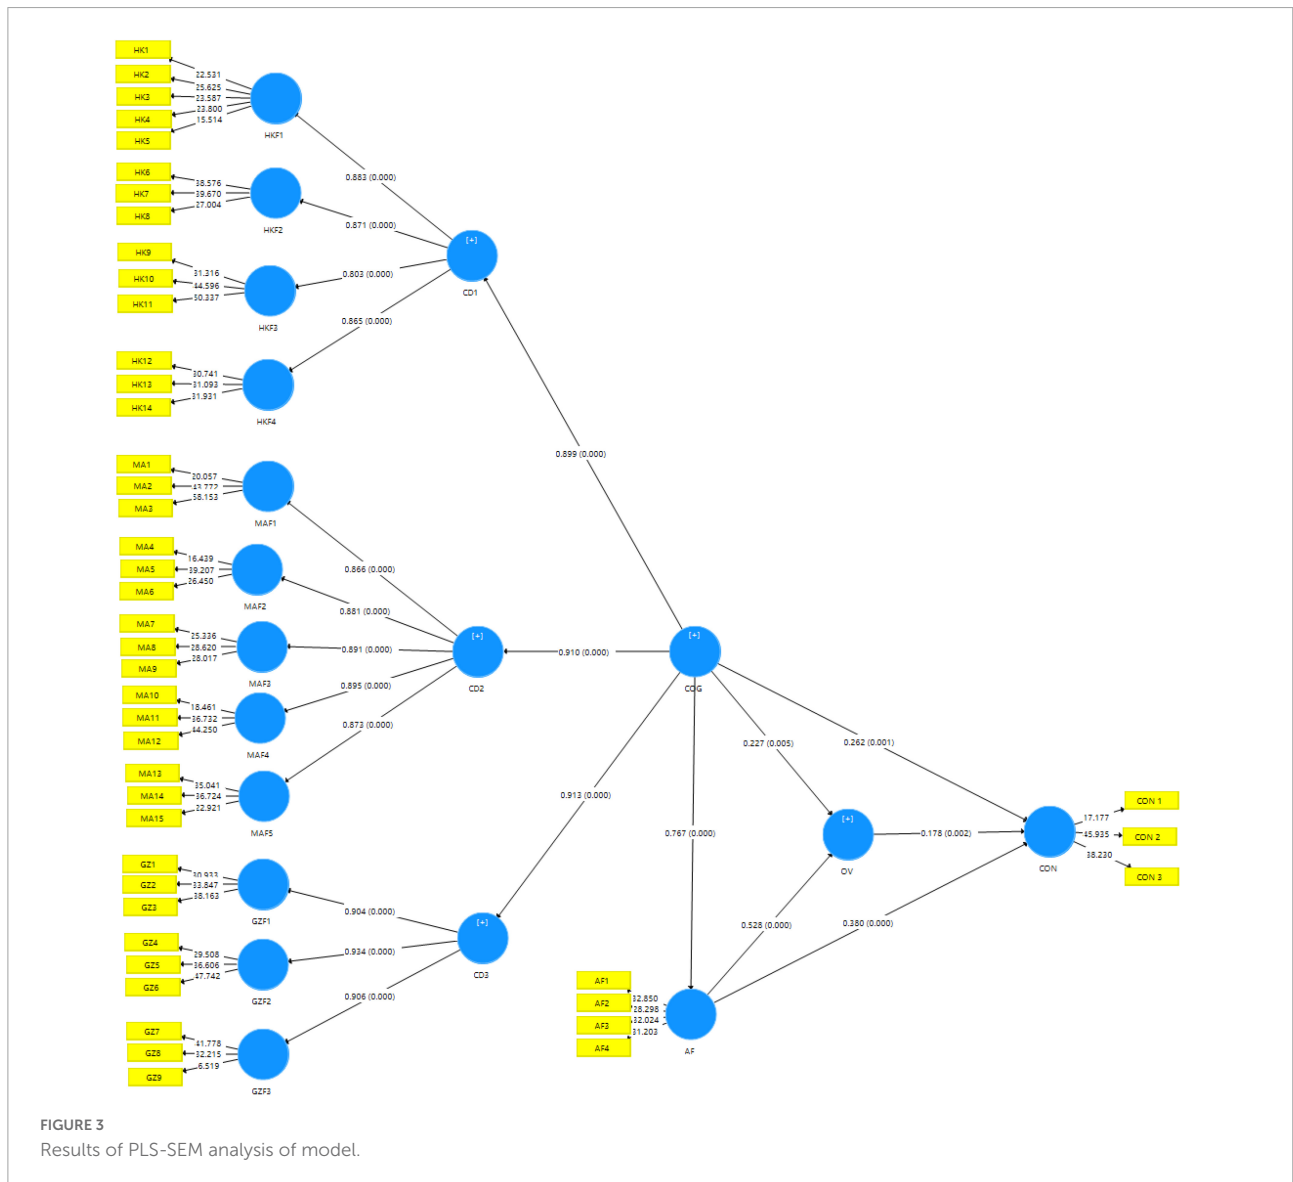 HK1
HK2
HK3
HK4
HK5
22.531
25.625
23.587
23.800
15.514
HKF1
HK6
HK7
HK8
38.576
39.670
27.004
HKF2
HK9
HK10
HK11
31.316
44.596
50.337
HKF3
HK12
HK13
HK14
30.741
31.093
31.931
HKF4
0.883 (0.000)
0.871 (0.000)
0.803 (0.000)
0.865 (0.000)
[+]
CD1
0.899 (0.000)
MA1
MA2
MA3
20.057
43.772
58.153
MAF1
MA4
MA5
MA6
16.439
39.207
26.450
MAF2
MA7
MA8
MA9
25.336
28.620
28.017
MAF3
MA10
MA11
MA12
18.461
36.732
44.250
MAF4
MA13
MA14
MA15
35.041
36.724
22.921
MAF5
0.866 (0.000)
0.881 (0.000)
0.891 (0.000)
0.895 (0.000)
0.873 (0.000)
[+]
CD2
0.910 (0.000)
[+]
COG
GZ1
GZ2
GZ3
30.933
33.847
38.163
GZF1
GZ4
GZ5
GZ6
29.508
36.606
47.742
GZF2
GZ7
GZ8
GZ9
41.778
32.215
6.519
GZF3
0.904 (0.000)
0.934 (0.000)
0.906 (0.000)
[+]
CD3
0.913 (0.000)
0.767 (0.000)
0.227 (0.005)
0.262 (0.001)
[+]
OV
0.178 (0.002)
0.528 (0.000)
0.380 (0.000)
AF1
AF2
AF3
AF4
32.850
28.298
32.024
31.203
AF
CON
17.177
45.935
38.230
CON 1
CON 2
CON 3
FIGURE 3
Results of PLS-SEM analysis of model.